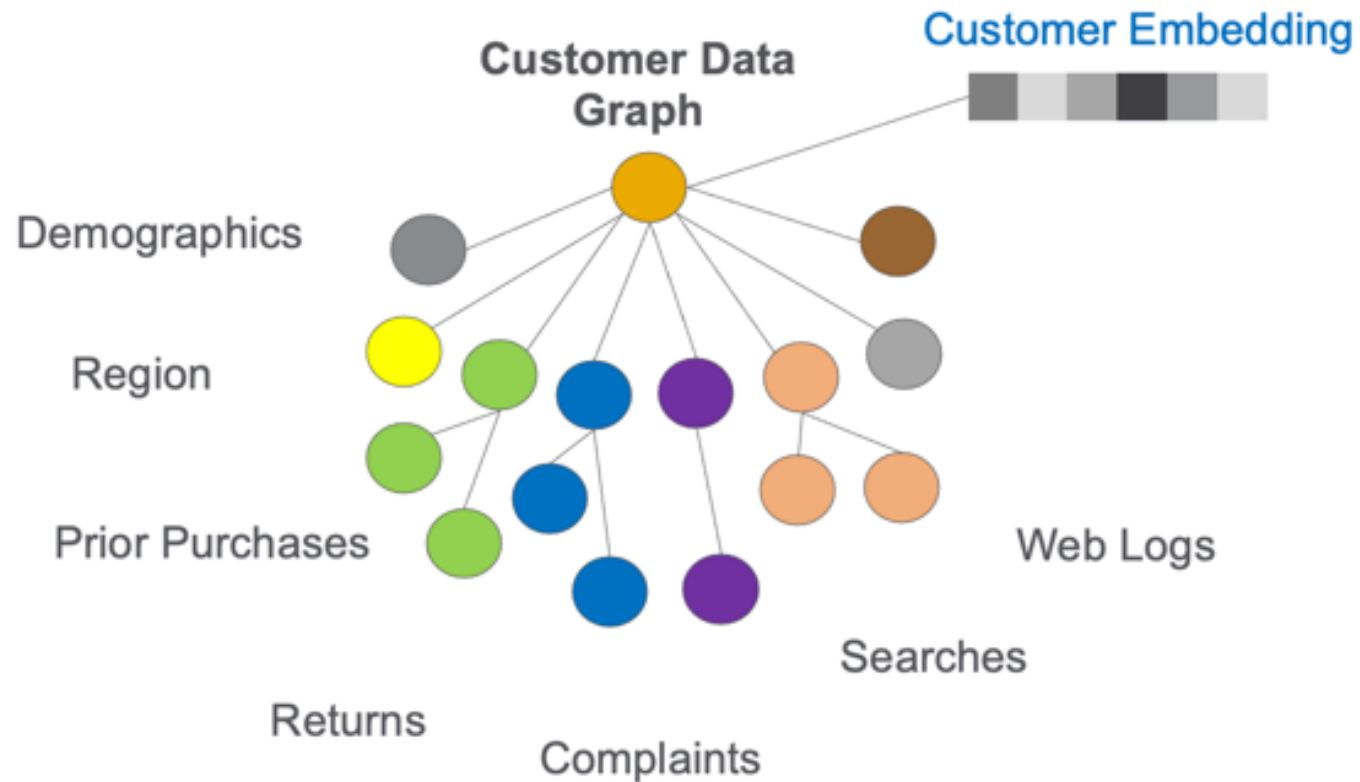 Customer Embedding
Customer Data
Graph
Demographics
Region
Prior Purchases
Web Logs
Searches
Returns
Complaints